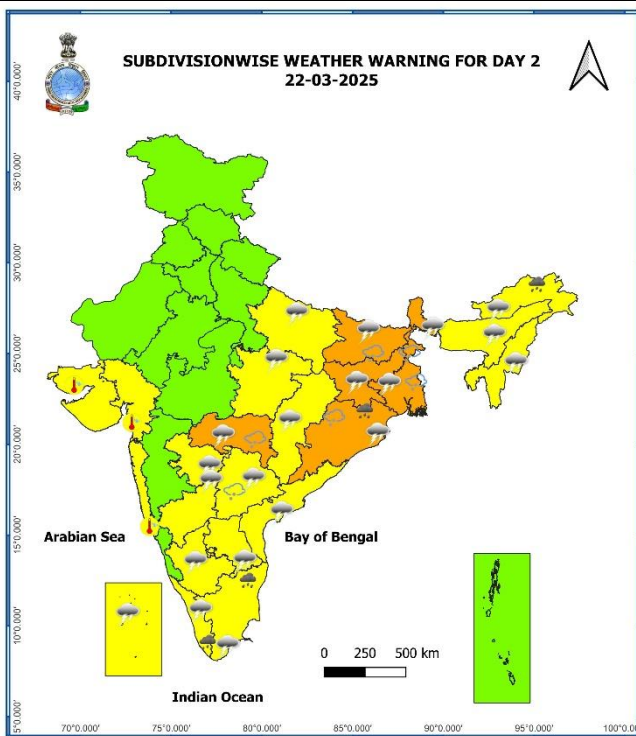 SUBDIVISIONWISE WEATHER WARNING FOR DAY 2
22-03-2025
40°0.000'
35°0.000'
30°0.000'
25°0.000'
20°0.000'
15°0.000'
10°0.000'
5°0.000'
Arabian Sea
Bay of Bengal
0 250 500 km
Indian Ocean
70°0.000' 75°0.000' 80°0.000' 85°0.000' 90°0.000' 95°0.000' 100°0.000'